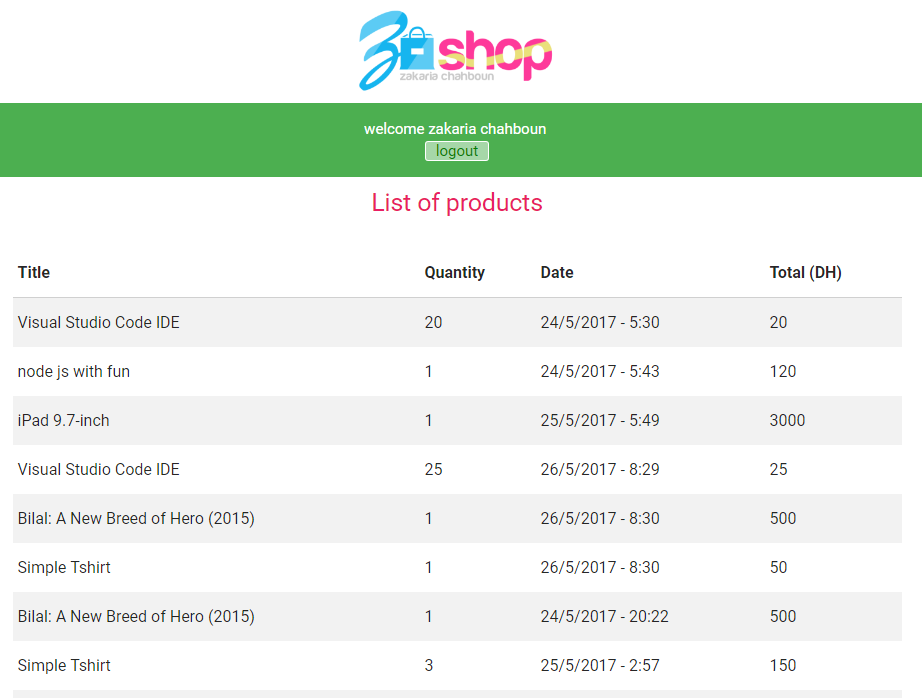 shop
zakaria chahboun
welcome zakaria chahboun
logout
List of products
Title Quantity Date Total (DH)
Visual Studio Code IDE 20 24/5/2017 - 5:30 20
node js with fun 1 24/5/2017 - 5:43 120
iPad 9.7-inch 1 25/5/2017 - 5:49 3000
Visual Studio Code IDE 25 26/5/2017 - 8:29 25
Bilal: A New Breed of Hero (2015) 1 26/5/2017 - 8:30 500
Simple Tshirt 1 26/5/2017 - 8:30 50
Bilal: A New Breed of Hero (2015) 1 24/5/2017 - 20:22 500
Simple Tshirt 3 25/5/2017 - 2:57 150